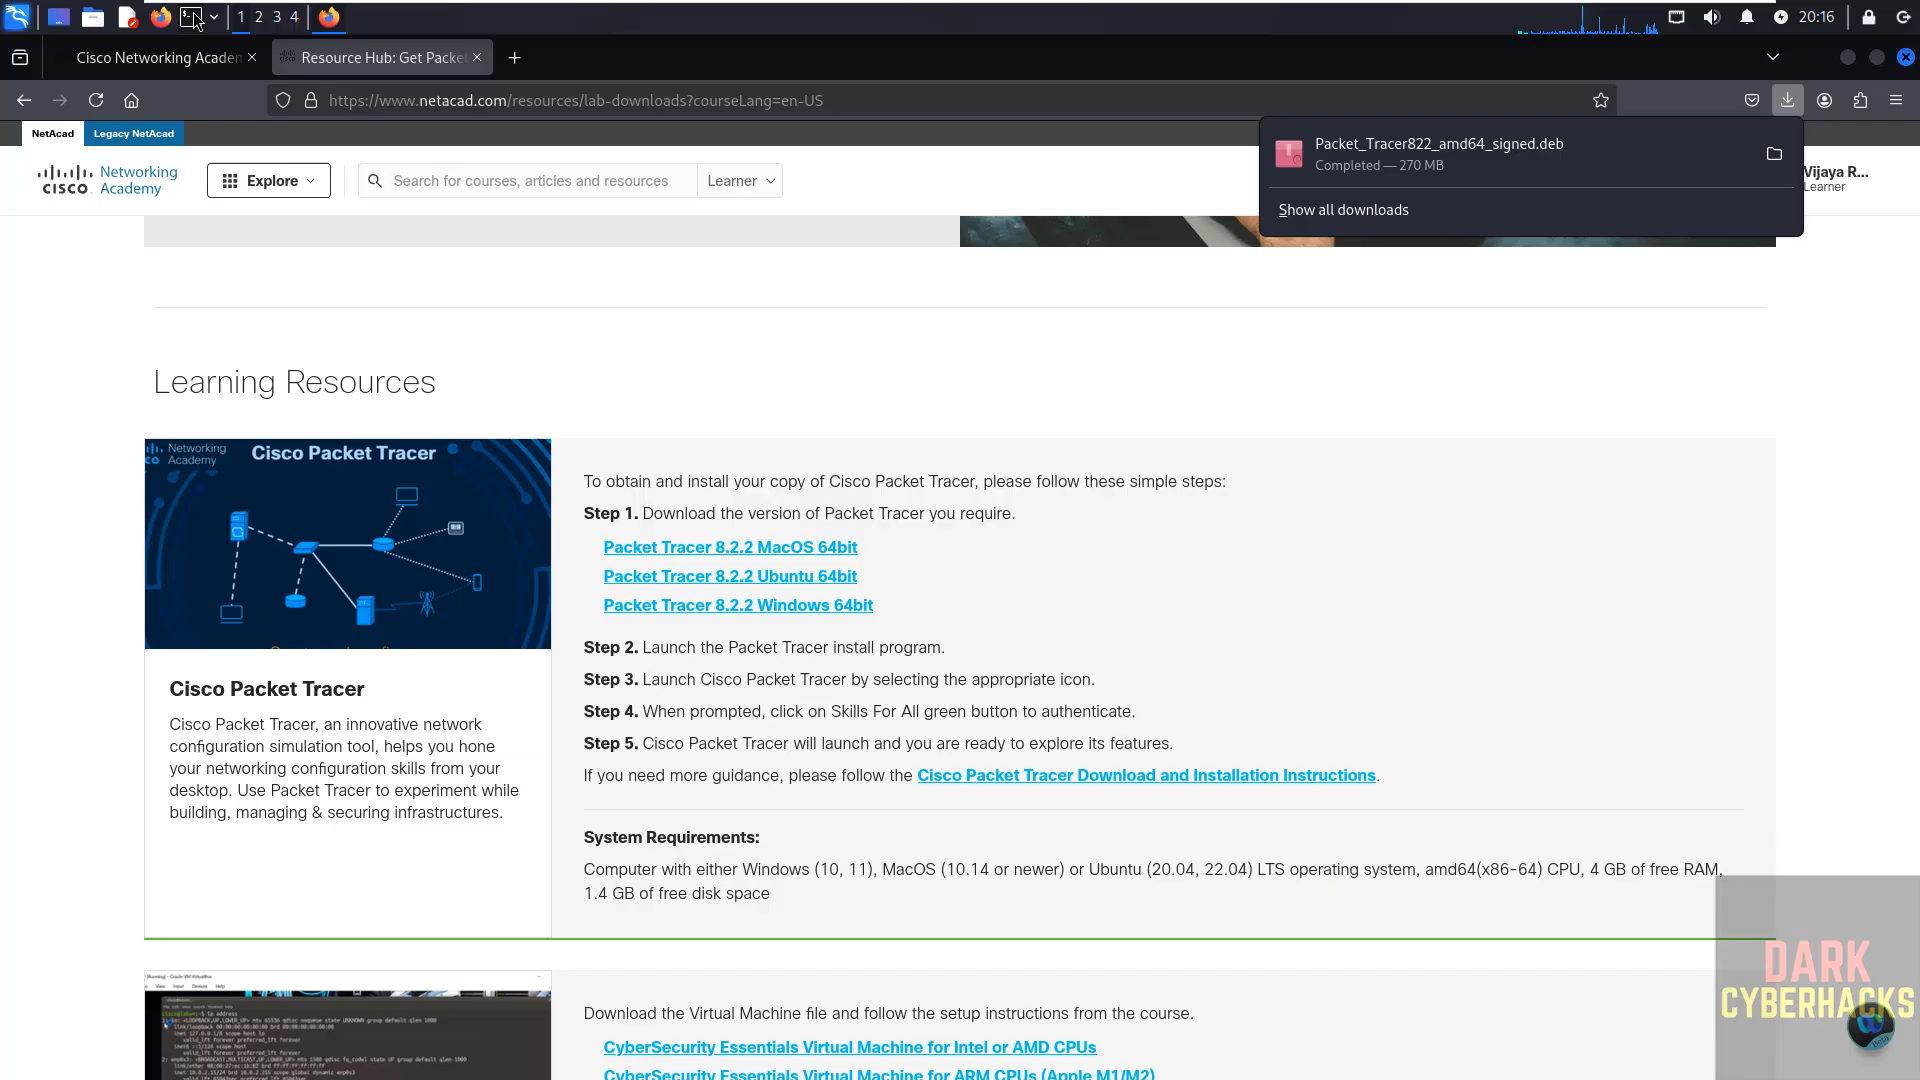 1 2 3 4
20:16
Cisco Networking Academ
Resource Hub: Get Packet
https://www.netacad.com/resources/lab-downloads?courseLang=en-US
NetAcad
Legacy NetAcad
Packet_Tracer822_amd64_signed.deb
Completed — 270 MB
Show all downloads
CISCO
Networking
Academy
Explore
Search for courses, articles and resources
Learner
Vijaya R...
Learner
Learning Resources
Networking
Academy
Cisco Packet Tracer
To obtain and install your copy of Cisco Packet Tracer, please follow these simple steps:
Step 1. Download the version of Packet Tracer you require.
Packet Tracer 8.2.2 MacOS 64bit
Packet Tracer 8.2.2 Ubuntu 64bit
Packet Tracer 8.2.2 Windows 64bit
Step 2. Launch the Packet Tracer install program.
Step 3. Launch Cisco Packet Tracer by selecting the appropriate icon.
Step 4. When prompted, click on Skills For All green button to authenticate.
Step 5. Cisco Packet Tracer will launch and you are ready to explore its features.
If you need more guidance, please follow the Cisco Packet Tracer Download and Installation Instructions.
Cisco Packet Tracer
Cisco Packet Tracer, an innovative network
configuration simulation tool, helps you hone
your networking configuration skills from your
desktop. Use Packet Tracer to experiment while
building, managing & securing infrastructures.
System Requirements:
Computer with either Windows (10, 11), MacOS (10.14 or newer) or Ubuntu (20.04, 22.04) LTS operating system, amd64(x86-64) CPU, 4 GB of free RAM,
1.4 GB of free disk space
Download the Virtual Machine file and follow the setup instructions from the course.
CyberSecurity Essentials Virtual Machine for Intel or AMD CPUs
CyberSecurity Essentials Virtual Machine for ARM CPUs (Apple M1/M2)
DARK
CYBERHACKS
Beta